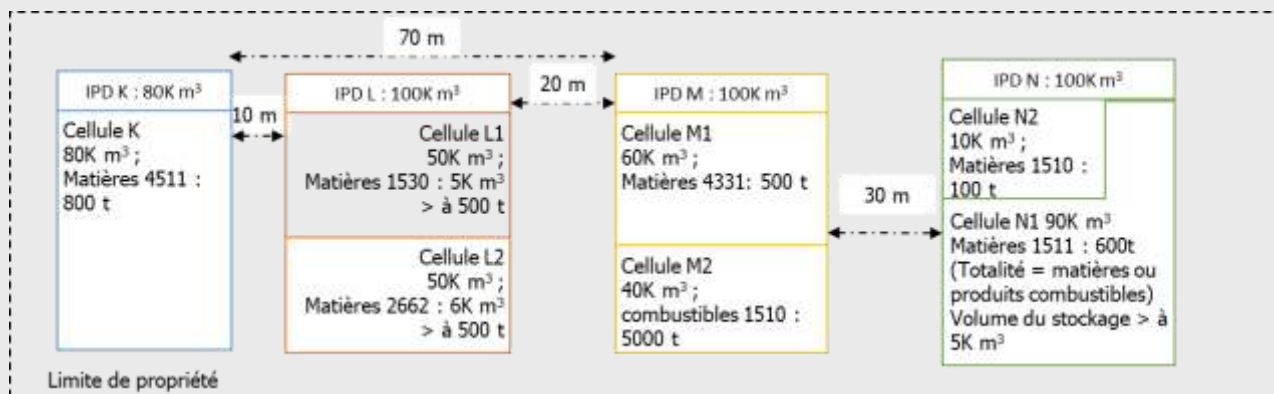 70 m
IPD K : 80K m³
10 m
IPD L : 100K m³
20 m
IPD M : 100K m³
IPD N : 100K m³
Cellule K
80K m³ ;
Matières 4511 :
800 t
Cellule L1
50K m³ ;
Matières 1530 : 5K m³
> à 500 t
Cellule L2
50K m³ ;
Matières 2662 : 6K m³
> à 500 t
Cellule M1
60K m³ ;
Matières 4331: 500 t
Cellule M2
40K m³ ;
combustibles 1510 :
5000 t
30 m
Cellule N2
10K m³ ;
Matières 1510 :
100 t
Cellule N1 90K m³
Matières 1511 : 600t
(Totalité = matières ou
produits combustibles)
Volume du stockage > à
5K m³
Limite de propriété